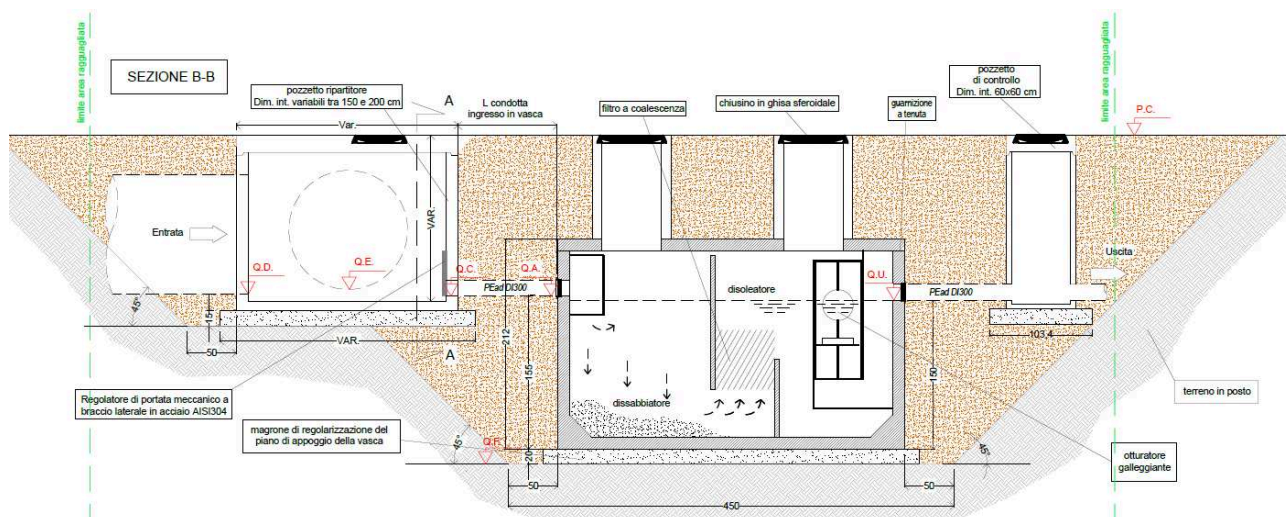 limite area ragguagliata
SEZIONE B-B
pozzetto ripartitore
Dim. int. variabili tra 150 e 200 cm
A
L condotta
ingresso in vasca
Var.
filtro a coalescenza
chiusino in ghisa sferoidale
guarnizione
a tenuta
pozzetto
di controllo
Dim. int. 60x60 cm
limite area ragguagliata
P.C.
VAR.
Entrata
Uscita
Q.D.
Q.E.
Q.C.
Q.A.
Q.U.
PEad DI300
PEad DI300
disoleatore
45°
15
50
VAR.
A
212
155
150
103,4
Regolatore di portata meccanico a
braccio laterale in acciaio AISI304
dissabbiatore
terreno in posto
magrone di regolarizzazione del
piano di appoggio della vasca
45°
Q.F.
20
45°
otturatore
galleggiante
50
50
450